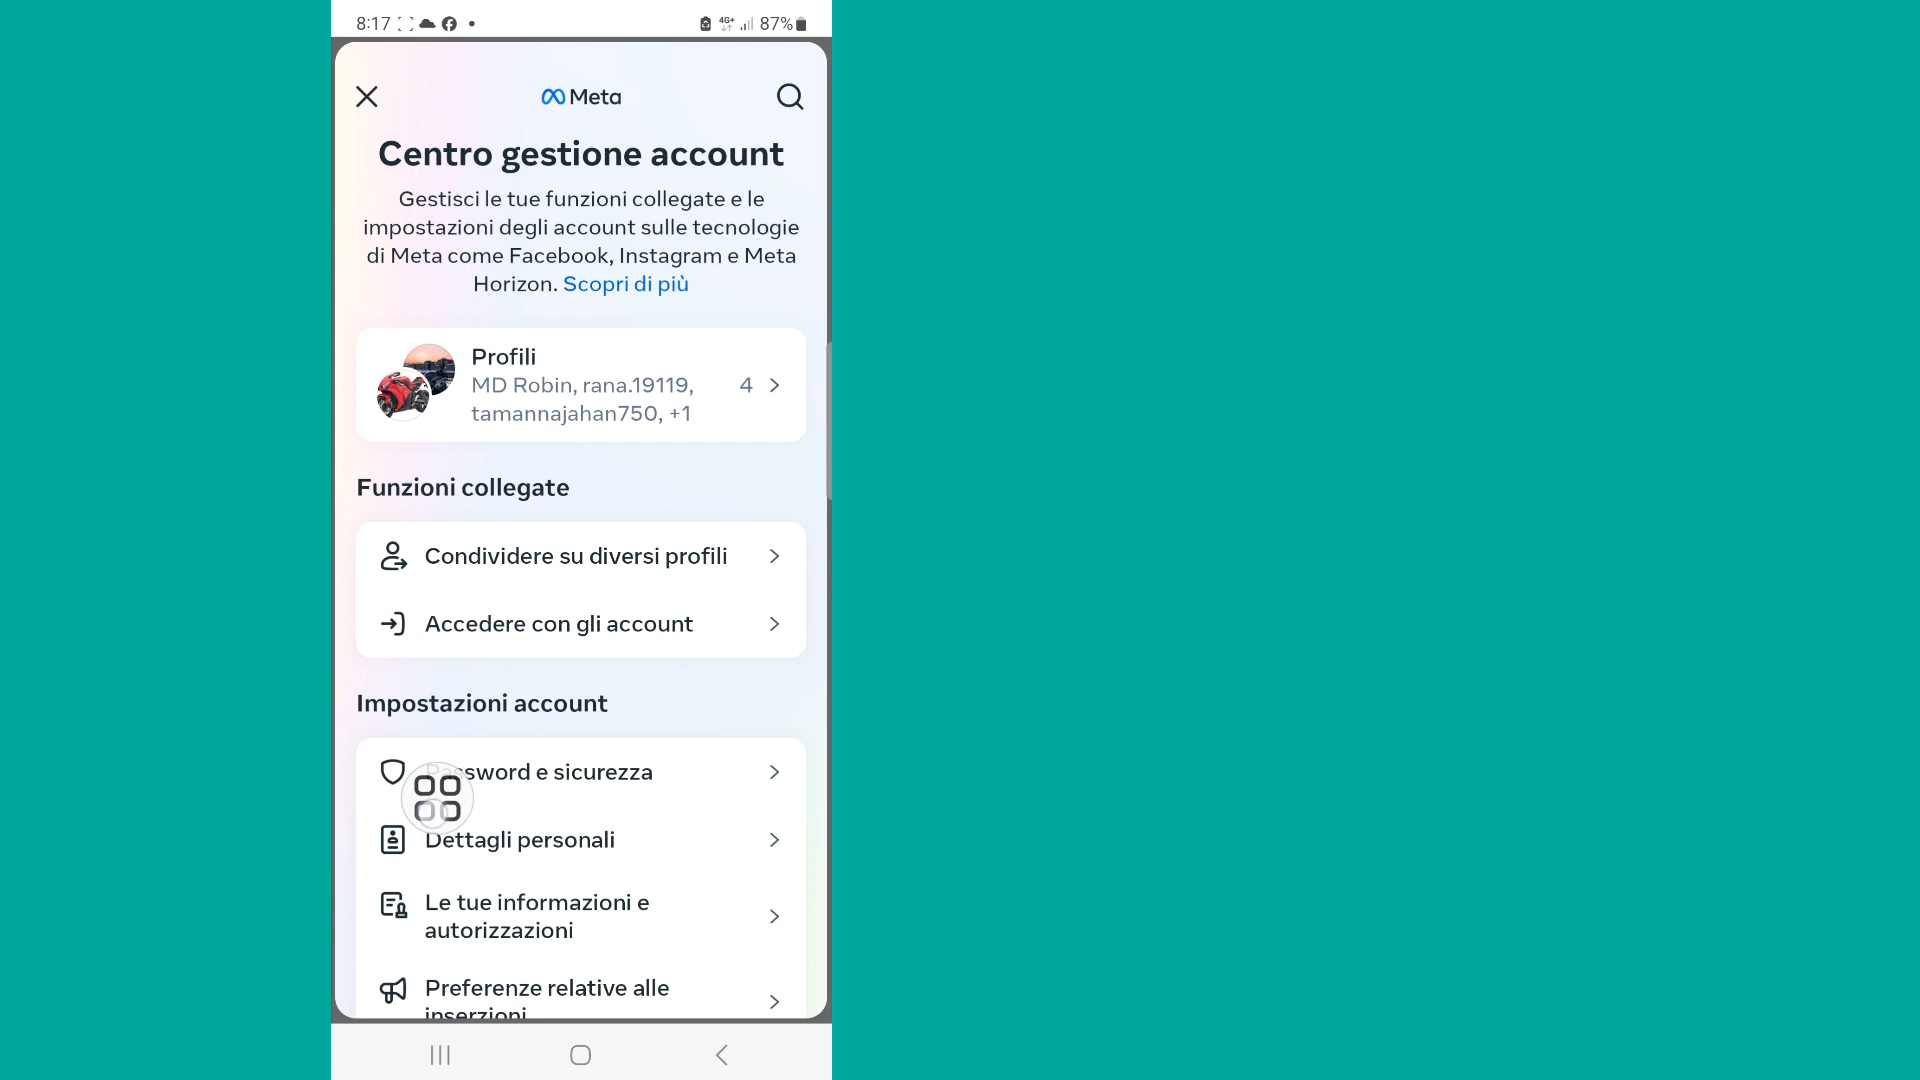 8:17
4G+
87%
Meta
Centro gestione account
Gestisci le tue funzioni collegate e le
impostazioni degli account sulle tecnologie
di Meta come Facebook, Instagram e Meta
Horizon. Scopri di più
Profili
MD Robin, rana.19119,
tamannajahan750, +1
4
Funzioni collegate
Condividere su diversi profili
Accedere con gli account
Impostazioni account
Password e sicurezza
Dettagli personali
Le tue informazioni e
autorizzazioni
Preferenze relative alle
inserzioni